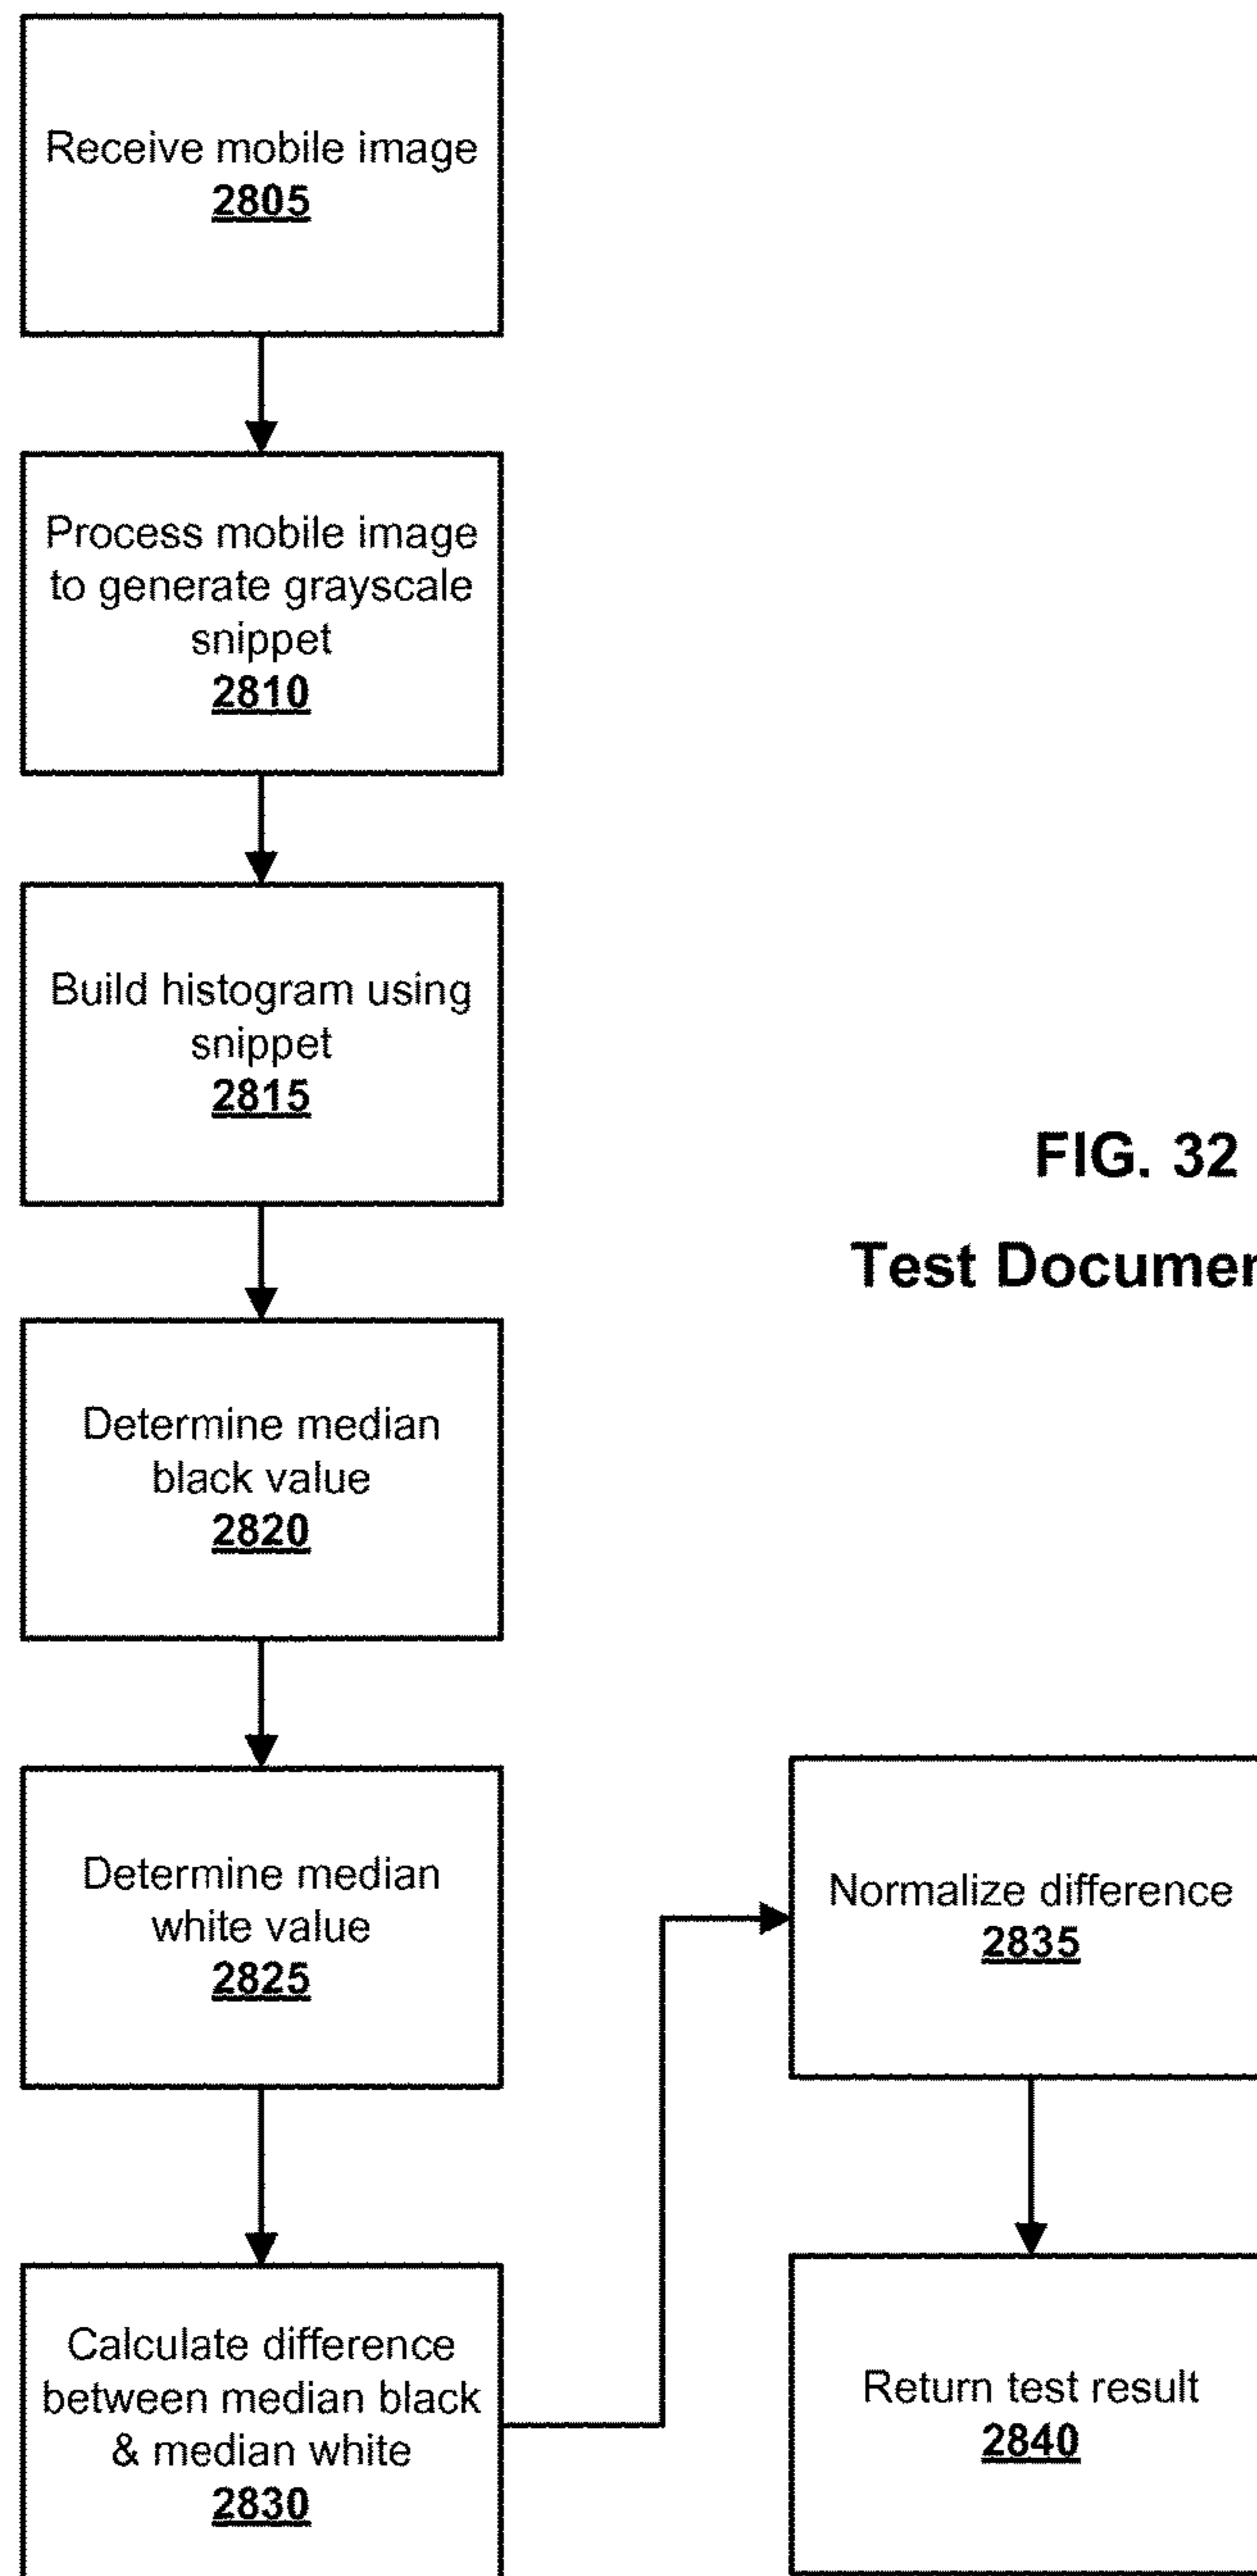 Receive mobile image
2805
Process mobile image
to generate grayscale
snippet
2810
Build histogram using
snippet
2815
FIG. 32
Test Documen
Determine median
black value
2820
Determine median
white value
2825
Normalize difference
2835
Calculate difference
between median black
& median white
2830
Return test result
2840